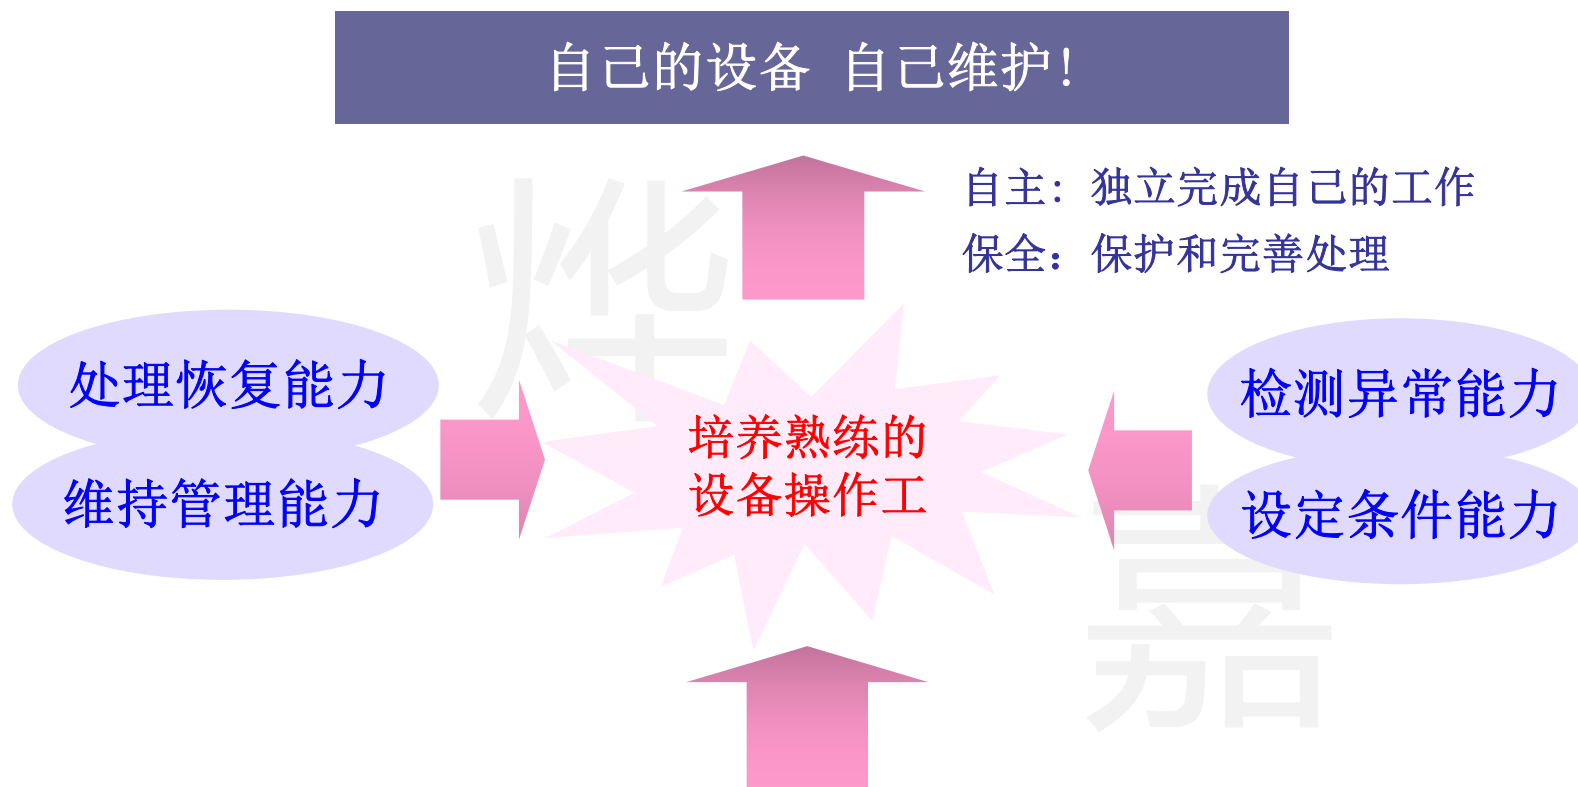 自己的设备 自己维护!
自主: 独立完成自己的工作
保全: 保护和完善处理
处理恢复能力
维持管理能力
培养熟练的
设备操作工
检测异常能力
设定条件能力
烨
嘉